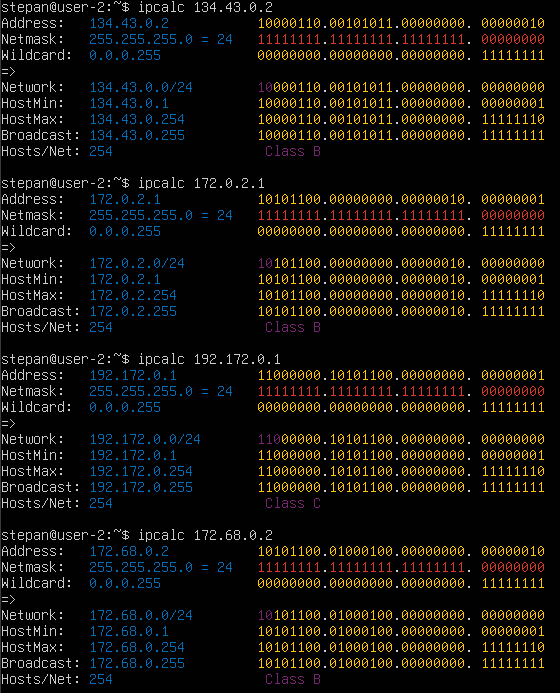 stepan@user-2:~$ ipcalc 134.43.0.2
Address: 134.43.0.2 10000110.00101011.00000000. 00000010
Netmask: 255.255.255.0 = 24 11111111.11111111.11111111. 00000000
Wildcard: 0.0.0.255 00000000.00000000.00000000. 11111111
=>
Network: 134.43.0.0/24 10000110.00101011.00000000. 00000000
HostMin: 134.43.0.1 10000110.00101011.00000000. 00000001
HostMax: 134.43.0.254 10000110.00101011.00000000. 11111110
Broadcast: 134.43.0.255 10000110.00101011.00000000. 11111111
Hosts/Net: 254 Class B
stepan@user-2:~$ ipcalc 172.0.2.1
Address: 172.0.2.1 10101100.00000000.00000010. 00000001
Netmask: 255.255.255.0 = 24 11111111.11111111.11111111. 00000000
Wildcard: 0.0.0.255 00000000.00000000.00000000. 11111111
=>
Network: 172.0.2.0/24 10101100.00000000.00000010. 00000000
HostMin: 172.0.2.1 10101100.00000000.00000010. 00000001
HostMax: 172.0.2.254 10101100.00000000.00000010. 11111110
Broadcast: 172.0.2.255 10101100.00000000.00000010. 11111111
Hosts/Net: 254 Class B
stepan@user-2:~$ ipcalc 192.172.0.1
Address: 192.172.0.1 11000000.10101100.00000000. 00000001
Netmask: 255.255.255.0 = 24 11111111.11111111.11111111. 00000000
Wildcard: 0.0.0.255 00000000.00000000.00000000. 11111111
=>
Network: 192.172.0.0/24 11000000.10101100.00000000. 00000000
HostMin: 192.172.0.1 11000000.10101100.00000000. 00000001
HostMax: 192.172.0.254 11000000.10101100.00000000. 11111110
Broadcast: 192.172.0.255 11000000.10101100.00000000. 11111111
Hosts/Net: 254 Class C
stepan@user-2:~$ ipcalc 172.68.0.2
Address: 172.68.0.2 10101100.01000100.00000000. 00000010
Netmask: 255.255.255.0 = 24 11111111.11111111.11111111. 00000000
Wildcard: 0.0.0.255 00000000.00000000.00000000. 11111111
=>
Network: 172.68.0.0/24 10101100.01000100.00000000. 00000000
HostMin: 172.68.0.1 10101100.01000100.00000000. 00000001
HostMax: 172.68.0.254 10101100.01000100.00000000. 11111110
Broadcast: 172.68.0.255 10101100.01000100.00000000. 11111111
Hosts/Net: 254 Class B